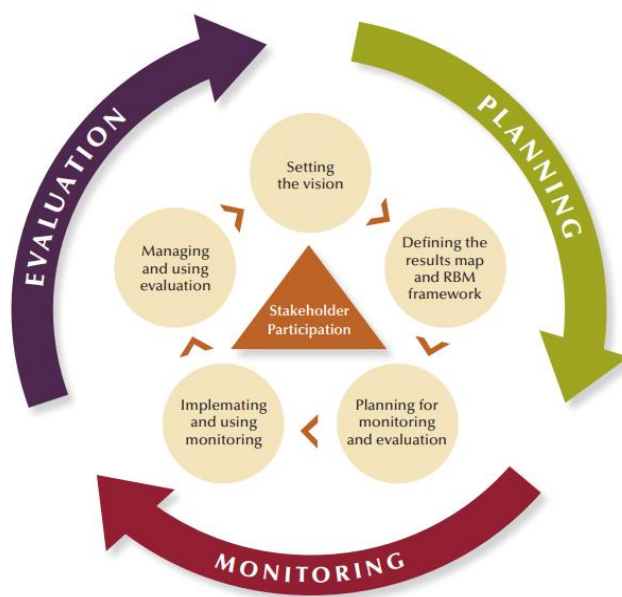 EVALUATION
PLANNING
MONITORING
Setting
the vision
Defining the
results map
and RBM
framework
Planning for
monitoring
and evaluation
Implemating
and using
monitoring
Managing
and using
evaluation
Stakeholder
Participation